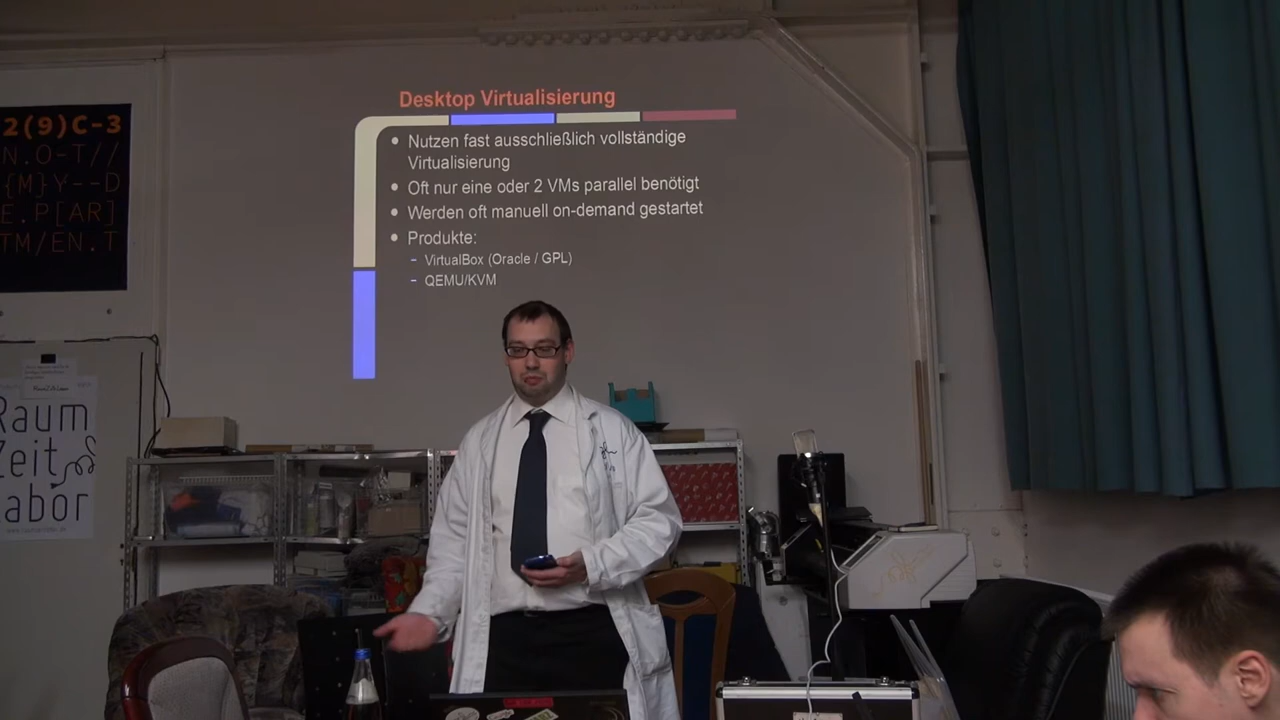 Desktop Virtualisierung
Nutzen fast ausschließlich vollständige
Virtualisierung
Oft nur eine oder 2 VMs parallel benötigt
Werden oft manuell on-demand gestartet
Produkte:
VirtualBox (Oracle / GPL)
QEMU/KVM
2(9)C-3
N.O-T//
{M}Y--D
E.P[AR]
TM/EN.T
Raum
Zeit
Labor